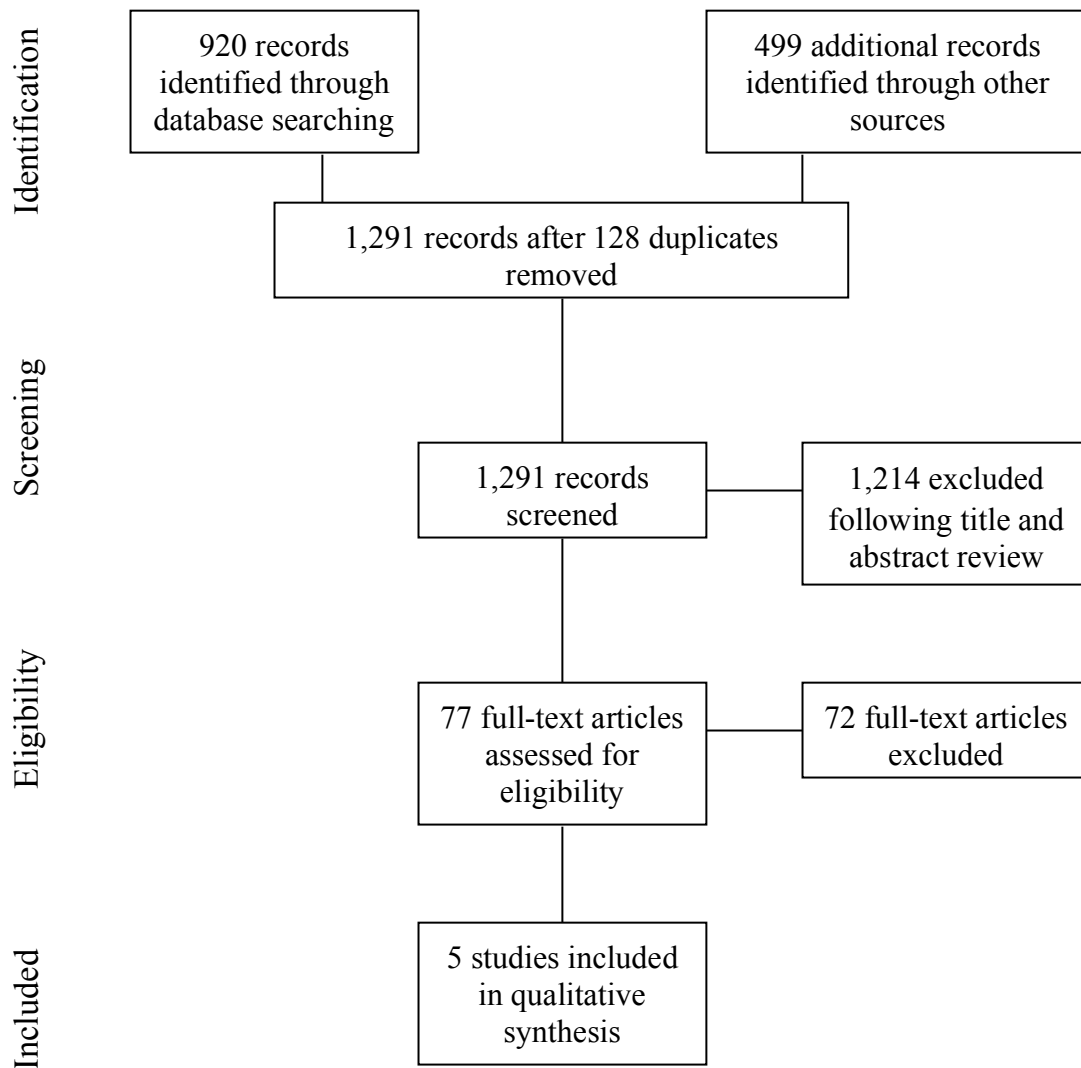 Identification
920 records
identified through
database searching
499 additional records
identified through other
sources
1,291 records after 128 duplicates
removed
Screening
1,291 records
screened
1,214 excluded
following title and
abstract review
Eligibility
77 full-text articles
assessed for
eligibility
72 full-text articles
excluded
Included
5 studies included
in qualitative
synthesis